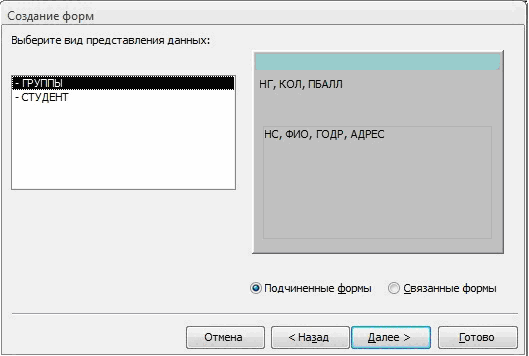 Создание форм
Выберите вид представления данных:
- ГРУППЫ
- СТУДЕНТ
НГ, КОЛ, ПБАЛЛ
НС, ФИО, ГОДР, АДРЕС
Подчиненные формы
Связанные формы
Отмена
< Назад
Далее >
Готово